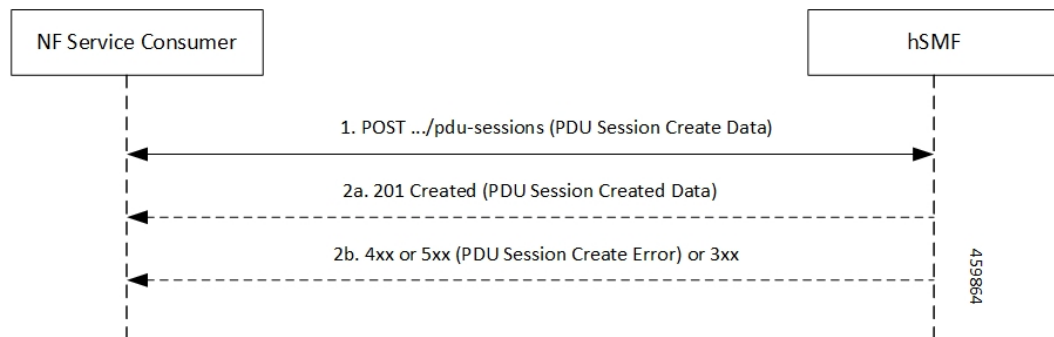 NF Service Consumer
hSMF
1. POST .../pdu-sessions (PDU Session Create Data)
2a. 201 Created (PDU Session Created Data)
2b. 4xx or 5xx (PDU Session Create Error) or 3xx
459864